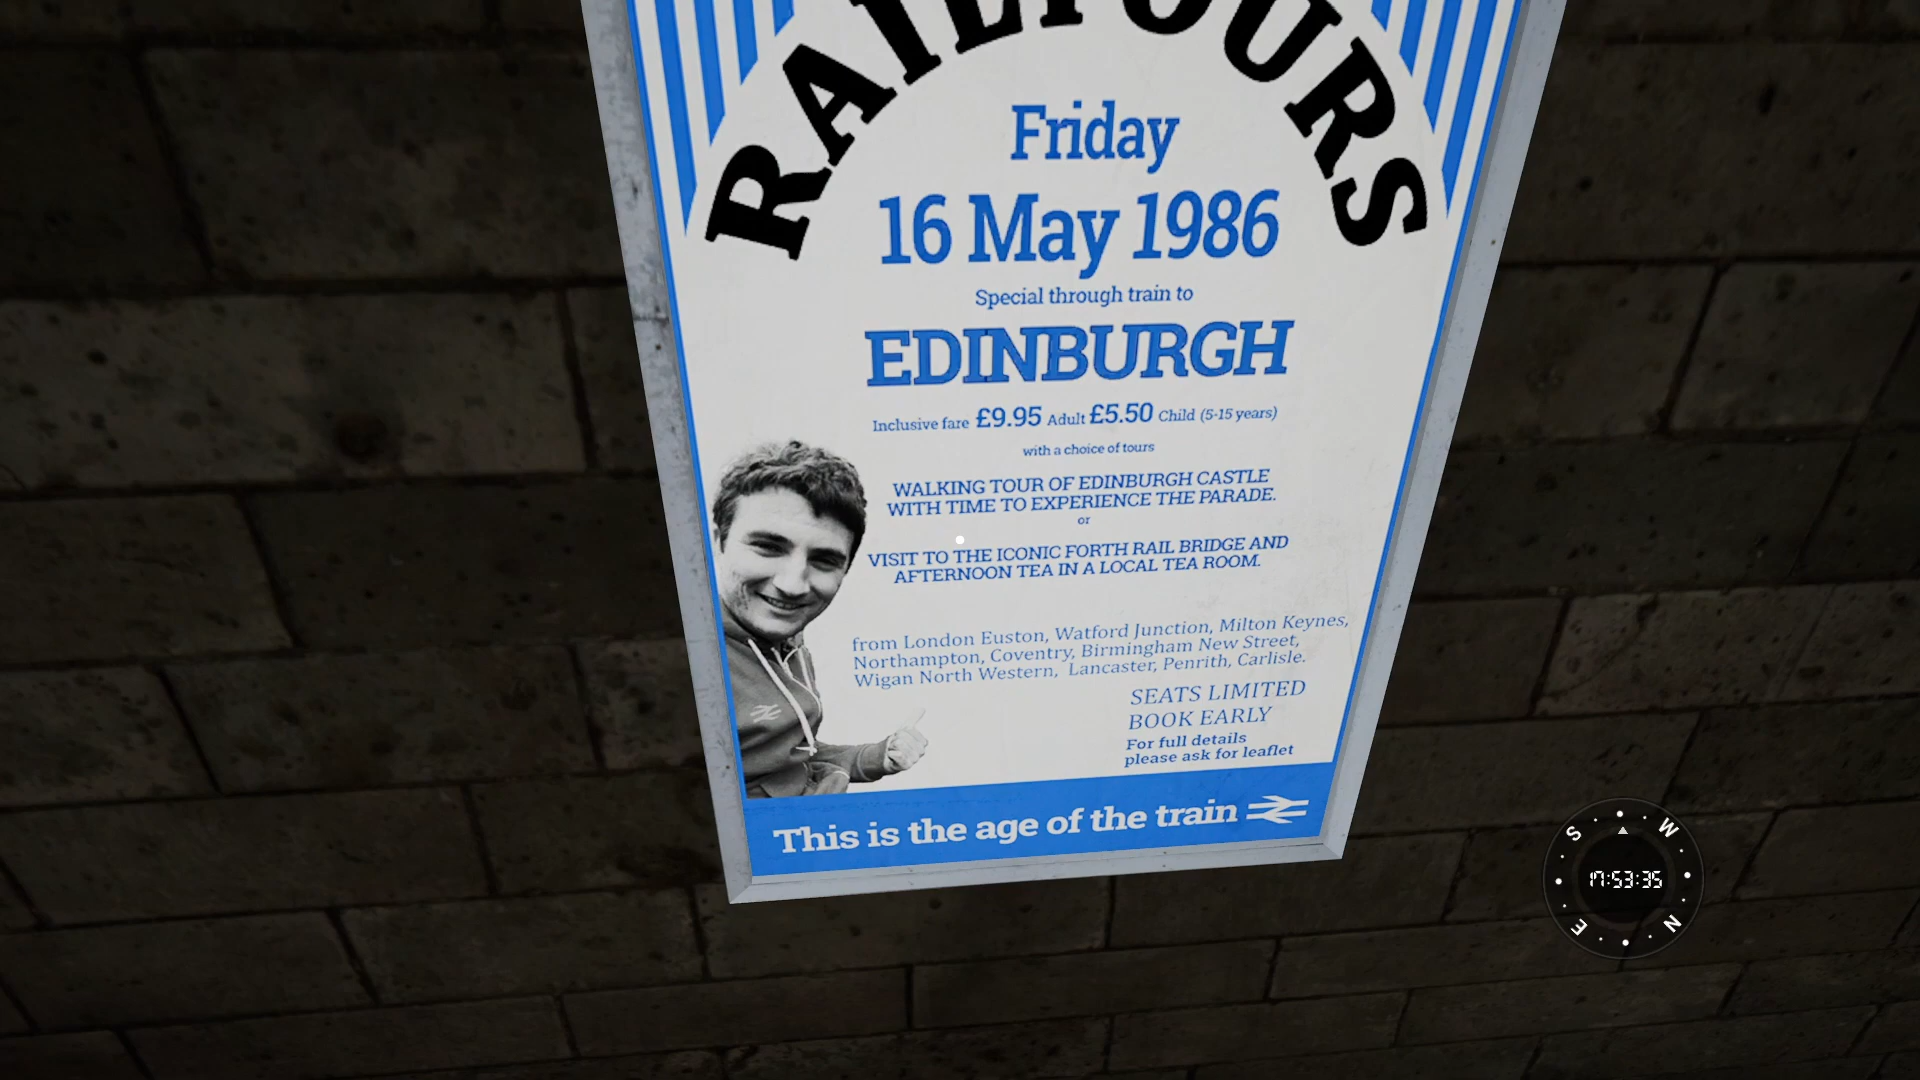 RAILTOURS
Friday
16 May 1986
Special through train to
EDINBURGH
Inclusive fare £9.95 Adult £5.50 Child (5-15 years)
with a choice of tours
WALKING TOUR OF EDINBURGH CASTLE
WITH TIME TO EXPERIENCE THE PARADE.
or
VISIT TO THE ICONIC FORTH RAIL BRIDGE AND
AFTERNOON TEA IN A LOCAL TEA ROOM.
from London Euston, Watford Junction, Milton Keynes,
Northampton, Coventry, Birmingham New Street,
Wigan North Western, Lancaster, Penrith, Carlisle.
SEATS LIMITED
BOOK EARLY
For full details
please ask for leaflet
This is the age of the train
S W
17:53:35
E N